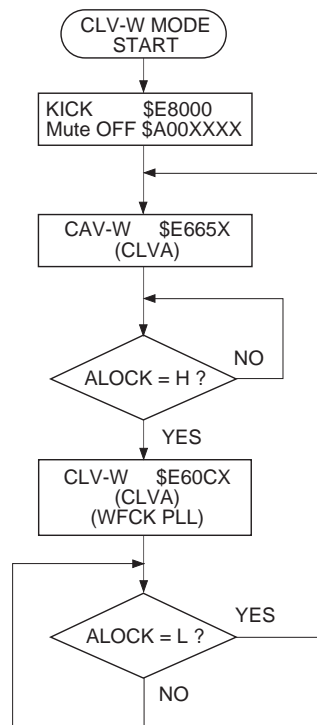 CLV-W MODE
START
KICK $E8000
Mute OFF $A00XXXX
CAV-W $E665X
(CLVA)
ALOCK = H ?
NO
YES
CLV-W $E60CX
(CLVA)
(WFCK PLL)
ALOCK = L ?
YES
NO